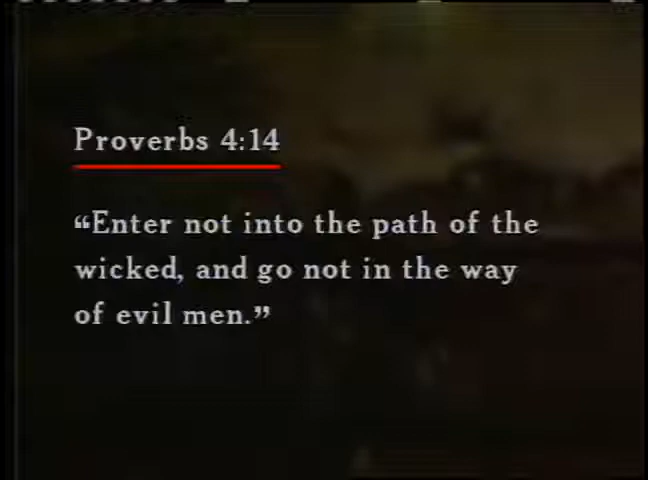 Proverbs 4:14
“Enter not into the path of the
wicked, and go not in the way
of evil men.”